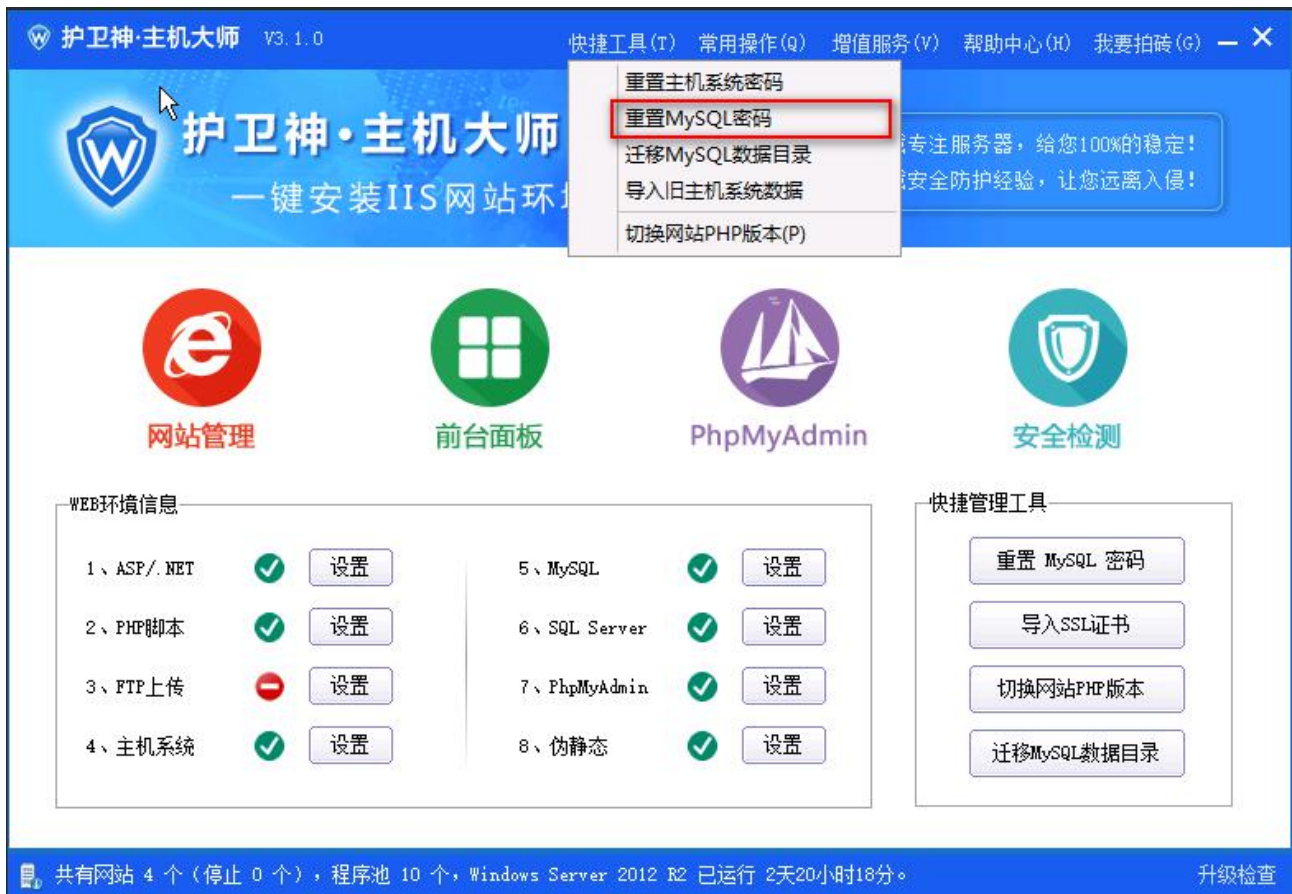 护卫神·主机大师 V3.1.0
快捷工具(T) 常用操作(Q) 增值服务(V) 帮助中心(H) 我要拍砖(G)
重置主机系统密码
重置MySQL密码
迁移MySQL数据目录
导入旧主机系统数据
切换网站PHP版本(P)
护卫神·主机大师
一键安装IIS网站环
专注服务器，给您100%的稳定！
安全防护经验，让您远离入侵！
网站管理 前台面板 PhpMyAdmin 安全检测
WEB环境信息
1、ASP/.NET 设置 5、MySQL 设置
2、PHP脚本 设置 6、SQL Server 设置
3、FTP上传 设置 7、PhpMyAdmin 设置
4、主机系统 设置 8、伪静态 设置
快捷管理工具
重置 MySQL 密码
导入SSL证书
切换网站PHP版本
迁移MySQL数据目录
共有网站 4 个（停止 0 个），程序池 10 个，Windows Server 2012 R2 已运行 2天20小时18分。 升级检查